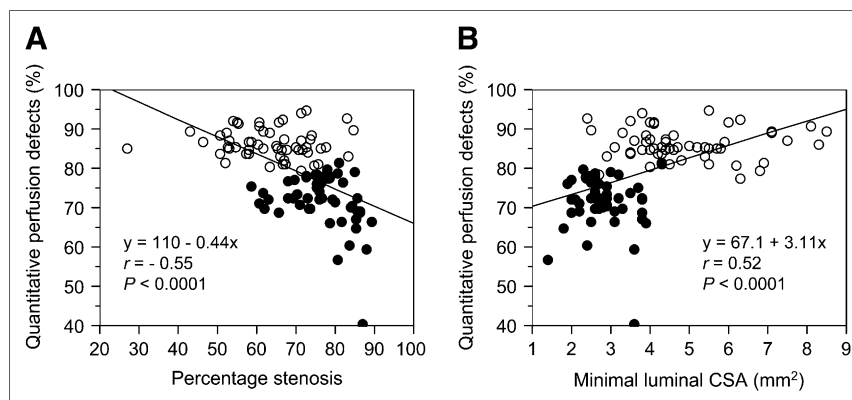 A
Quantitative perfusion defects (%)
100
90
80
70
60
50
40
y = 110 - 0.44x
r = - 0.55
P < 0.0001
20 30 40 50 60 70 80 90 100
Percentage stenosis
B
Quantitative perfusion defects (%)
100
90
80
70
60
50
40
y = 67.1 + 3.11x
r = 0.52
P < 0.0001
1 2 3 4 5 6 7 8 9
Minimal luminal CSA (mm²)